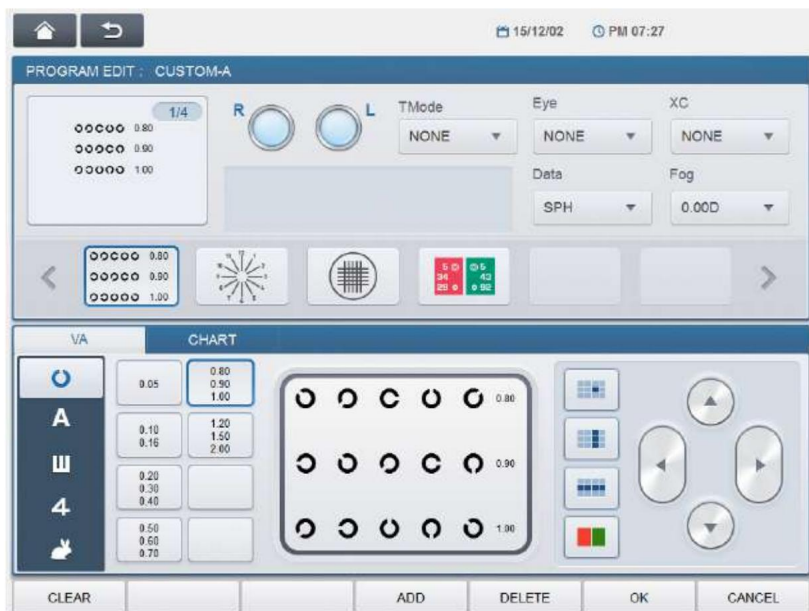 15/12/02 PM 07:27
PROGRAM EDIT : CUSTOM-A
1/4
0.80
0.90
1.00
R L
TMode Eye XC
NONE NONE NONE
Data Fog
SPH 0.00D
0.80
0.90
1.00
VA CHART
A
4
0.05
0.10
0.16
0.20
0.30
0.40
0.50
0.60
0.70
0.80
0.90
1.00
1.20
1.50
2.00
0.80
0.90
1.00
CLEAR ADD DELETE OK CANCEL